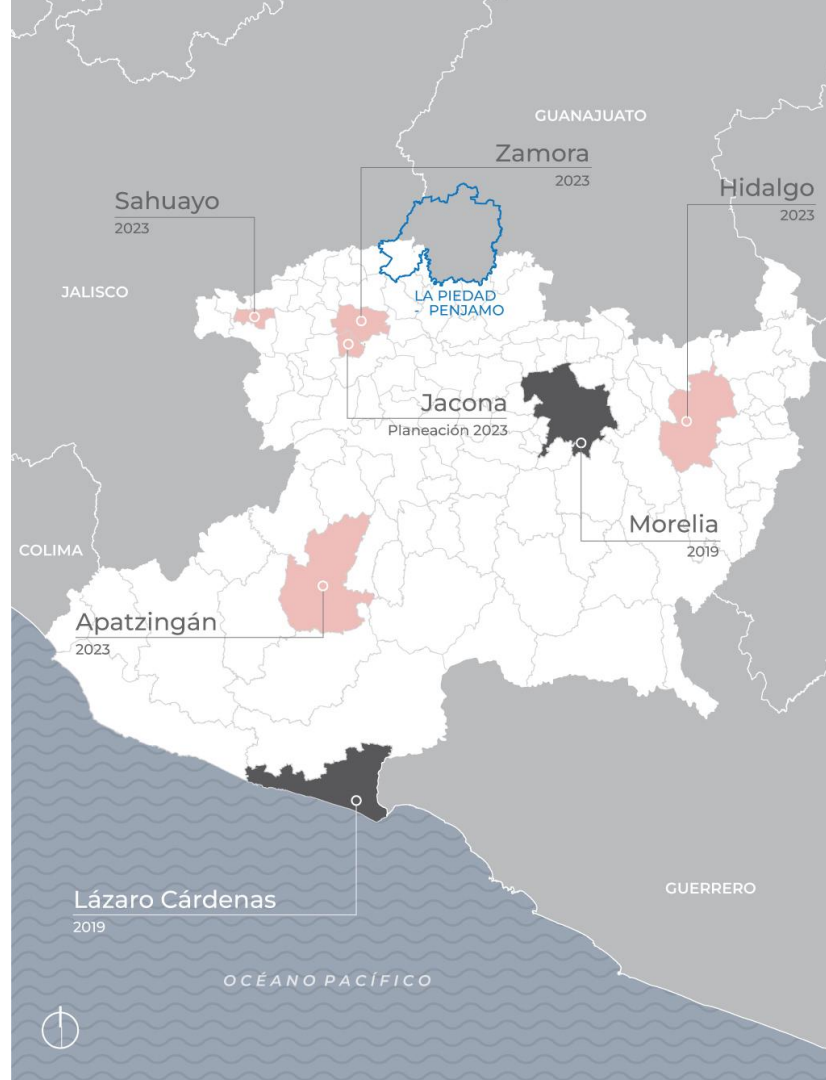 GUANAJUATO
Zamora
2023
Hidalgo
2023
Sahuayo
2023
JALISCO
LA PIEDAD
- PENJAMO
Jacona
Planeación 2023
Morelia
2019
COLIMA
Apatzingán
2023
Lázaro Cárdenas
2019
GUERRERO
OCÉANO PACÍFICO